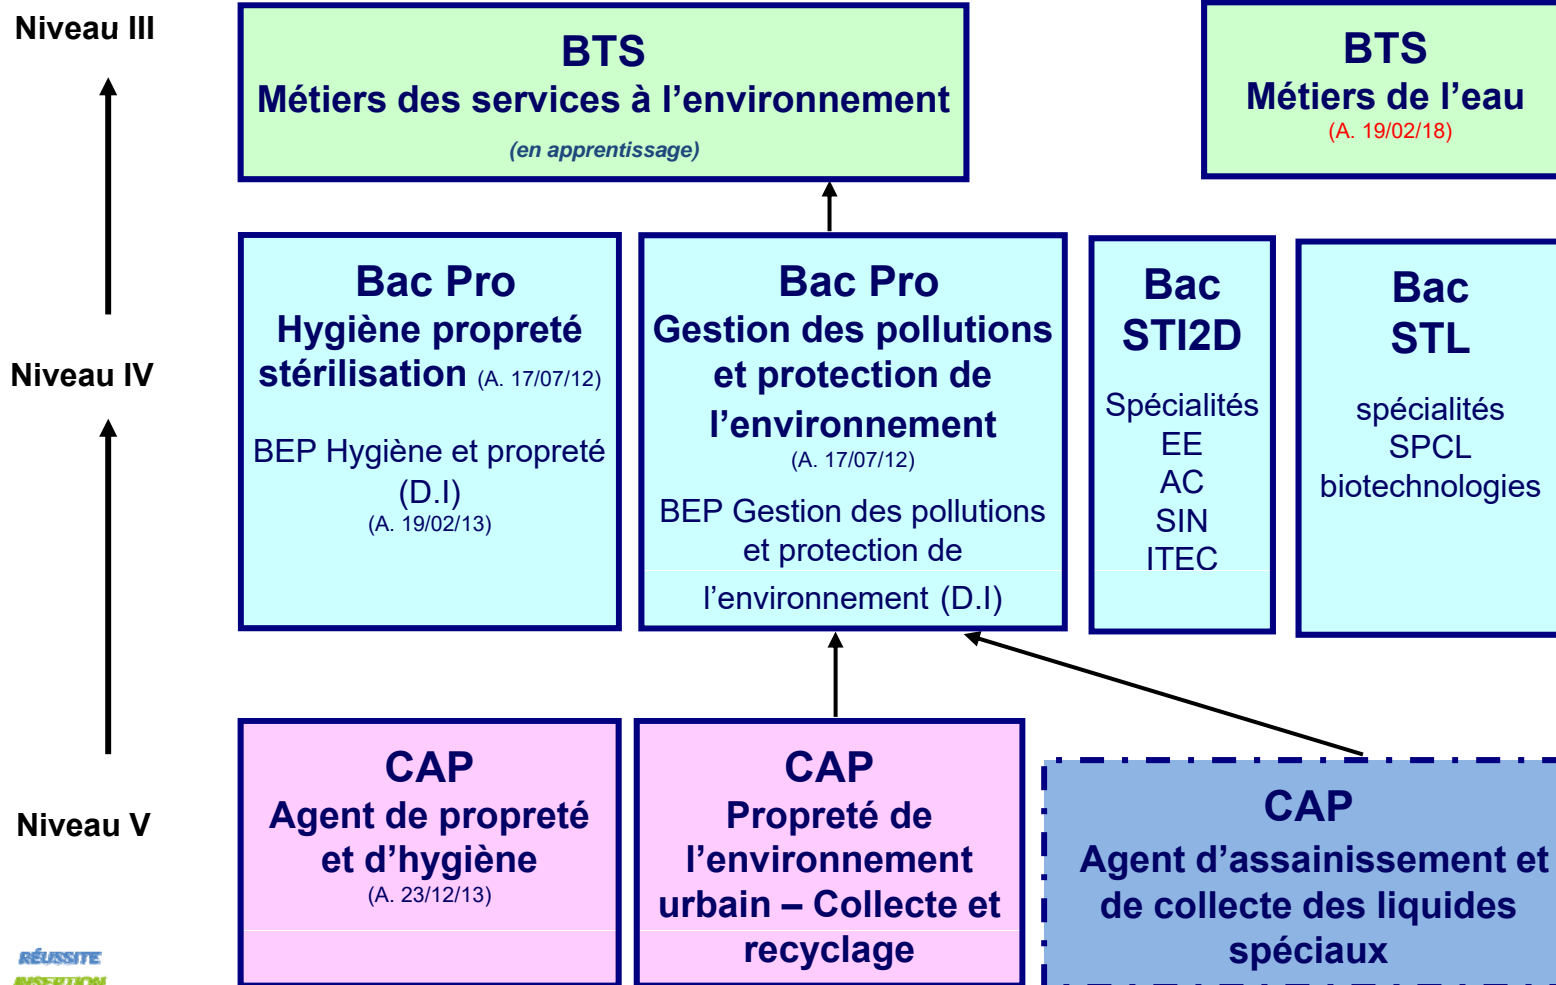 Niveau III
BTS
Métiers des services à l'environnement
(en apprentissage)
BTS
Métiers de l'eau
(A. 19/02/18)
Niveau IV
Bac Pro
Hygiène propreté
stérilisation (A. 17/07/12)
BEP Hygiène et propreté
(D.I)
(A. 19/02/13)
Bac Pro
Gestion des pollutions
et protection de
l'environnement
(A. 17/07/12)
BEP Gestion des pollutions
et protection de
l'environnement (D.I)
Bac
STI2D
Spécialités
EE
AC
SIN
ITEC
Bac
STL
spécialités
SPCL
biotechnologies
Niveau V
CAP
Agent de propreté
et d'hygiène
(A. 23/12/13)
CAP
Propreté de
l'environnement
urbain – Collecte et
recyclage
CAP
Agent d'assainissement et
de collecte des liquides
spéciaux
RÉUSSITE
INSERTION